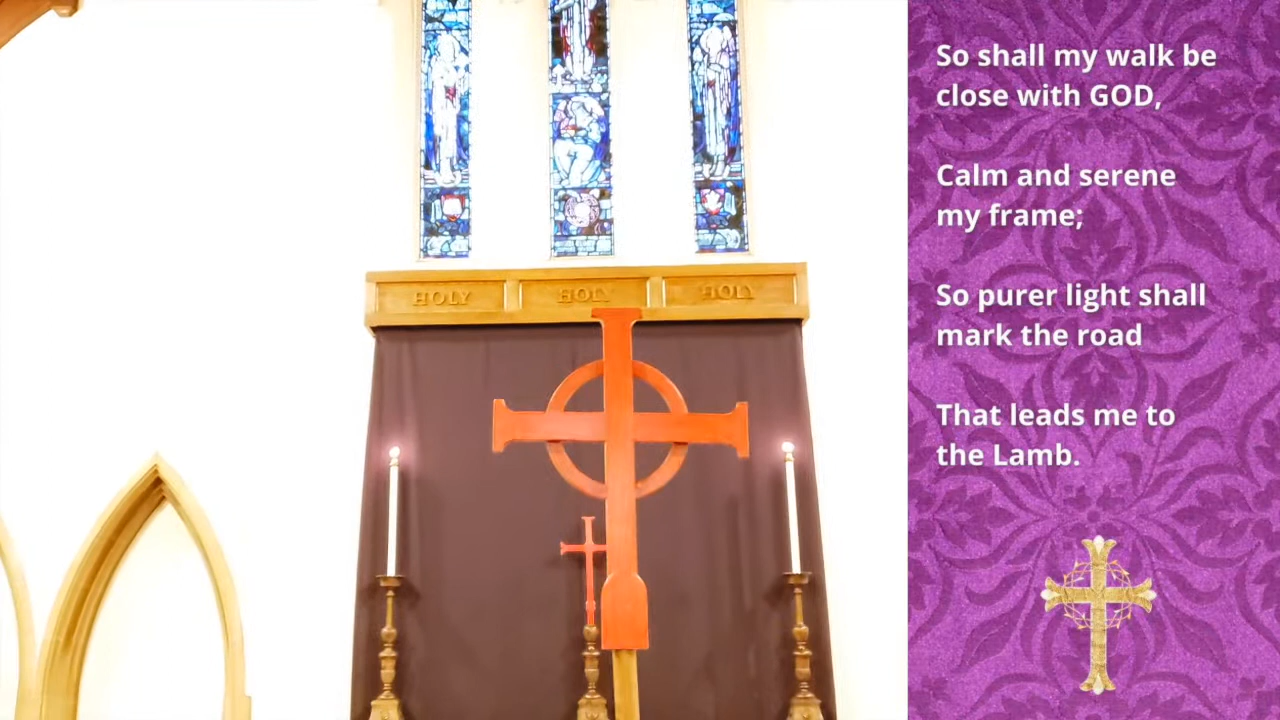 HOLY HOLY HOLY
So shall my walk be
close with GOD,
Calm and serene
my frame;
So purer light shall
mark the road
That leads me to
the Lamb.